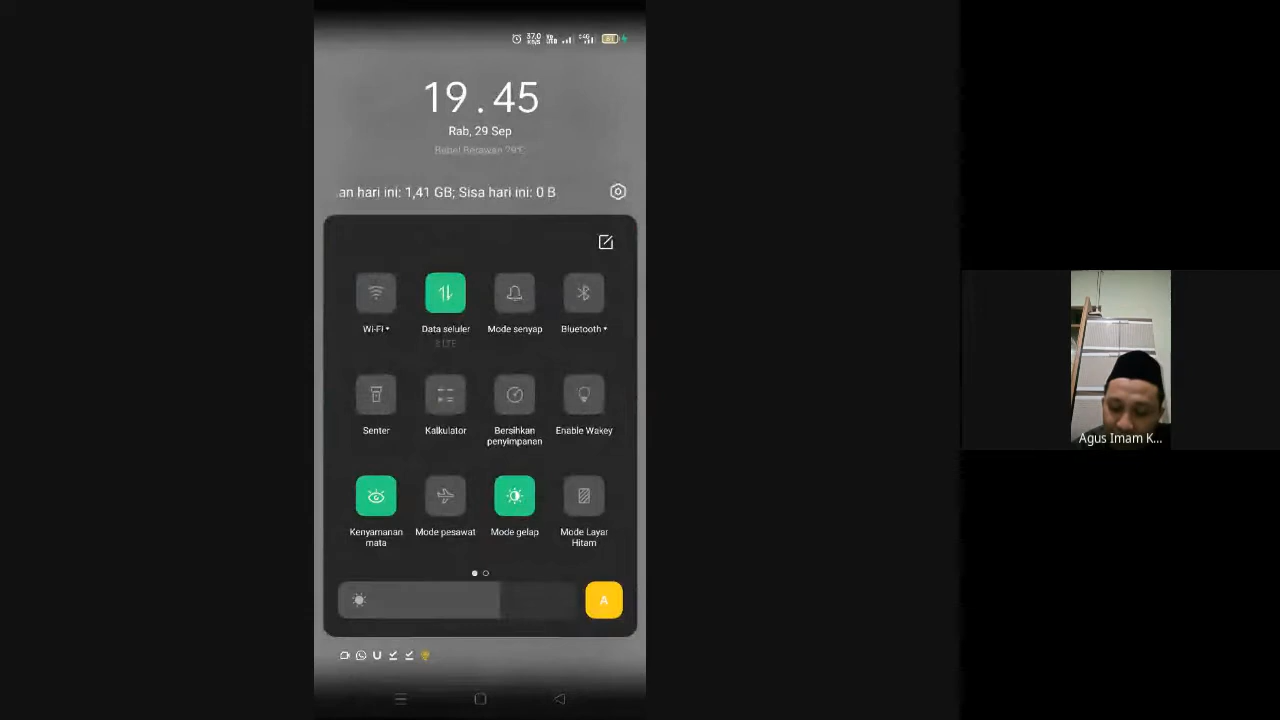 19.45
Rab, 29 Sep
an hari ini: 1,41 GB; Sisa hari ini: 0 B
Wi-Fi
Data seluler
Mode senyap
Bluetooth
Senter
Kalkulator
Bersihkan
penyimpanan
Enable Wakey
Kenyamanan
mata
Mode pesawat
Mode gelap
Mode Layar
Hitam
A
Agus Imam K...